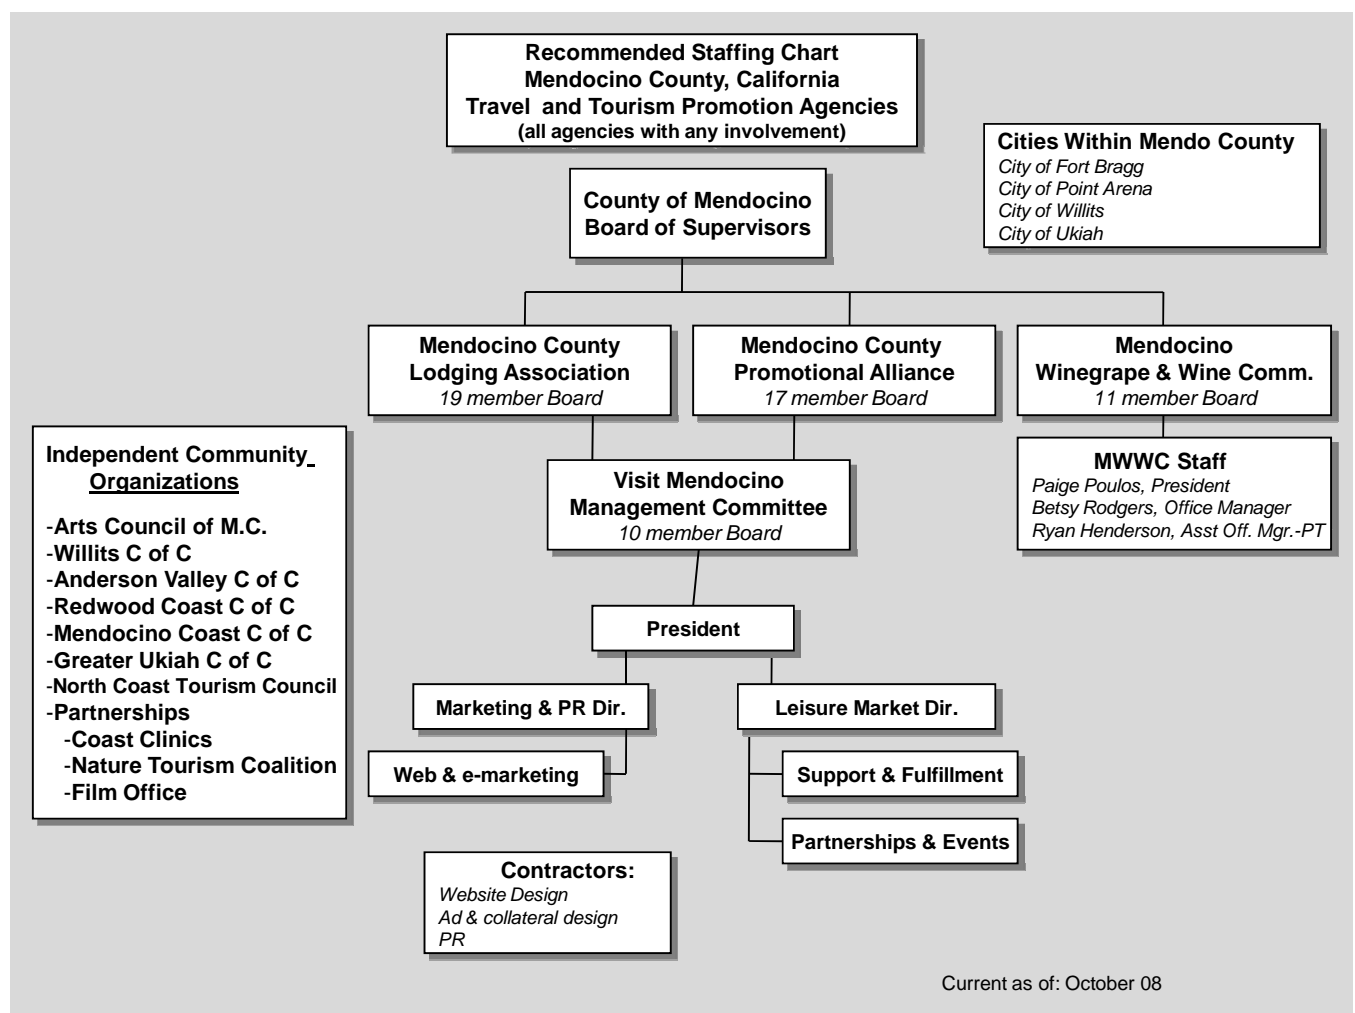 Recommended Staffing Chart
Mendocino County, California
Travel and Tourism Promotion Agencies
(all agencies with any involvement)
Cities Within Mendo County
City of Fort Bragg
City of Point Arena
City of Willits
City of Ukiah
County of Mendocino
Board of Supervisors
Mendocino County
Lodging Association
19 member Board
Mendocino County
Promotional Alliance
17 member Board
Mendocino
Winegrape & Wine Comm.
11 member Board
Independent Community
Organizations
-Arts Council of M.C.
-Willits C of C
-Anderson Valley C of C
-Redwood Coast C of C
-Mendocino Coast C of C
-Greater Ukiah C of C
-North Coast Tourism Council
-Partnerships
-Coast Clinics
-Nature Tourism Coalition
-Film Office
Visit Mendocino
Management Committee
10 member Board
MWWC Staff
Paige Poulos, President
Betsy Rodgers, Office Manager
Ryan Henderson, Asst Off. Mgr.-PT
President
Marketing & PR Dir.
Leisure Market Dir.
Web & e-marketing
Support & Fulfillment
Partnerships & Events
Contractors:
Website Design
Ad & collateral design
PR
Current as of: October 08